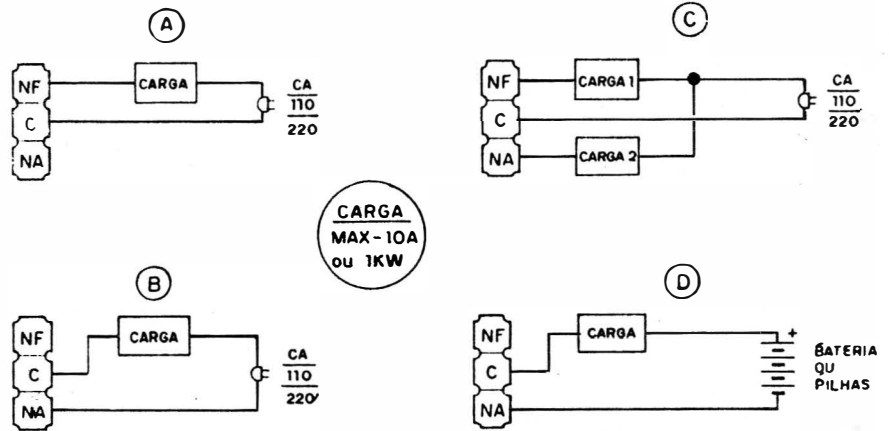 A
NF
CARGA
CA
110
220
C
NA
C
NF
CARGA 1
CA
110
220
C
NA
CARGA 2
CARGA
MAX-10A
ou 1KW
B
NF
CARGA
C
CA
110
220
NA
D
NF
CARGA
+
C
BATERIA
OU
PILHAS
NA